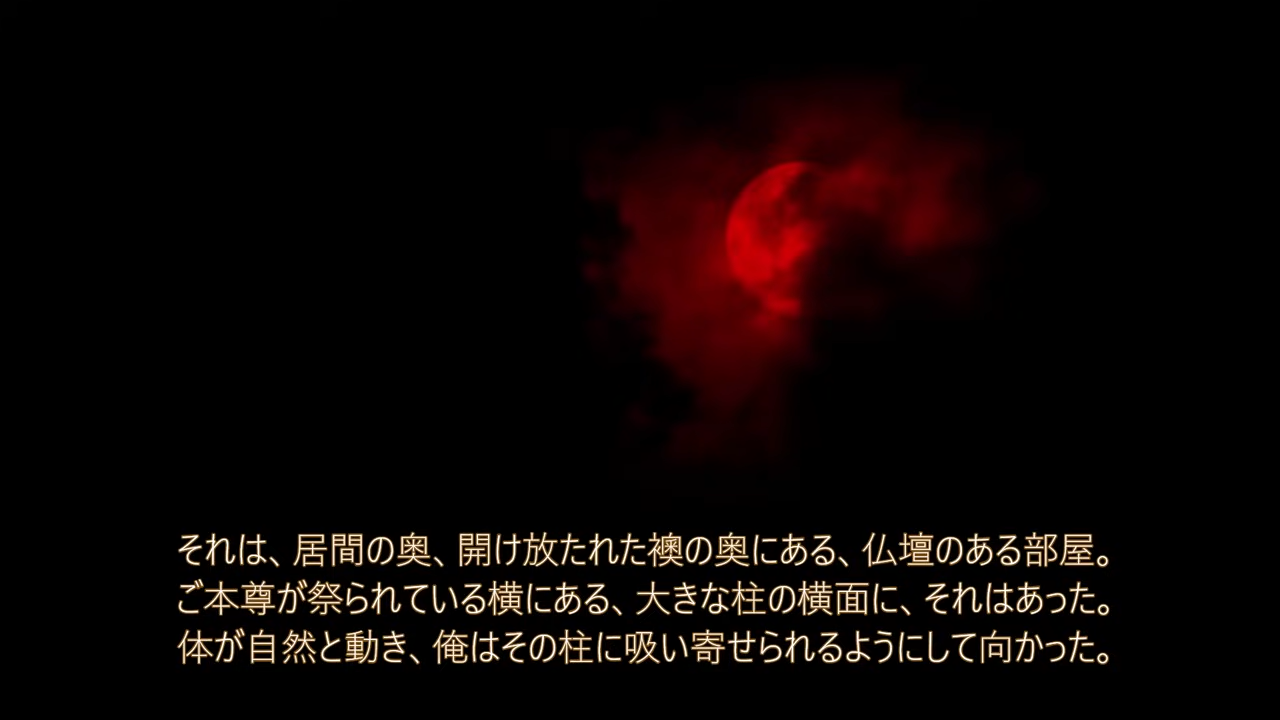 それは、居間の奥、開け放たれた襖の奥にある、仏壇のある部屋。
ご本尊が祭られている横にある、大きな柱の横面に、それはあった。
体が自然と動き、俺はその柱に吸い寄せられるようにして向かった。